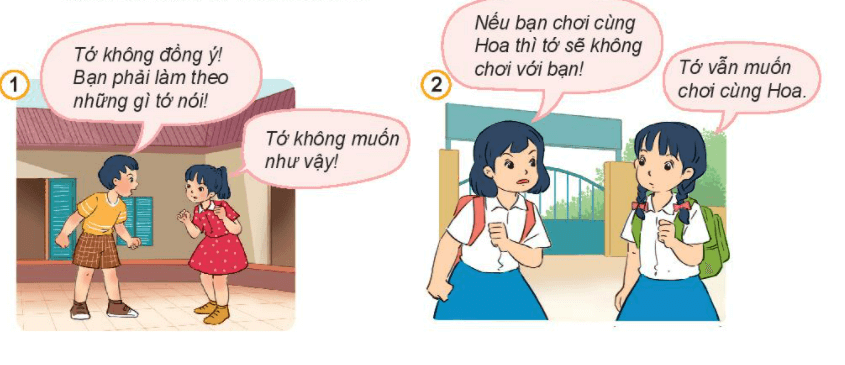 1
Tớ không đồng ý!
Bạn phải làm theo
những gì tớ nói!
Tớ không muốn
như vậy!
2
Nếu bạn chơi cùng
Hoa thì tớ sẽ không
chơi với bạn!
Tớ vẫn muốn
chơi cùng Hoa.